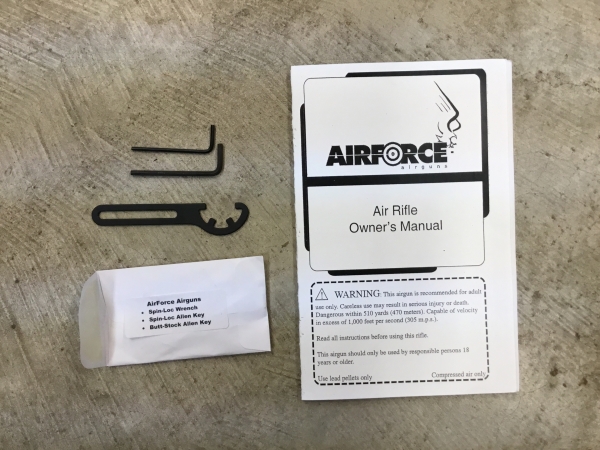 AIRFORCE
airguns
Air Rifle
Owner's Manual
WARNING: This airgun is recommended for adult
use only. Careless use may result in serious injury or death.
Dangerous within 510 yards (470 meters). Capable of velocity
in excess of 1,000 feet per second (305 m.p.s.).
Read all instructions before using this rifle.
This airgun should only be used by responsible persons 18
years or older.
Use lead pellets only
Compressed air only
AirForce Airguns
• Spin-Loc Wrench
• Spin-Loc Allen Key
• Butt-Stock Allen Key